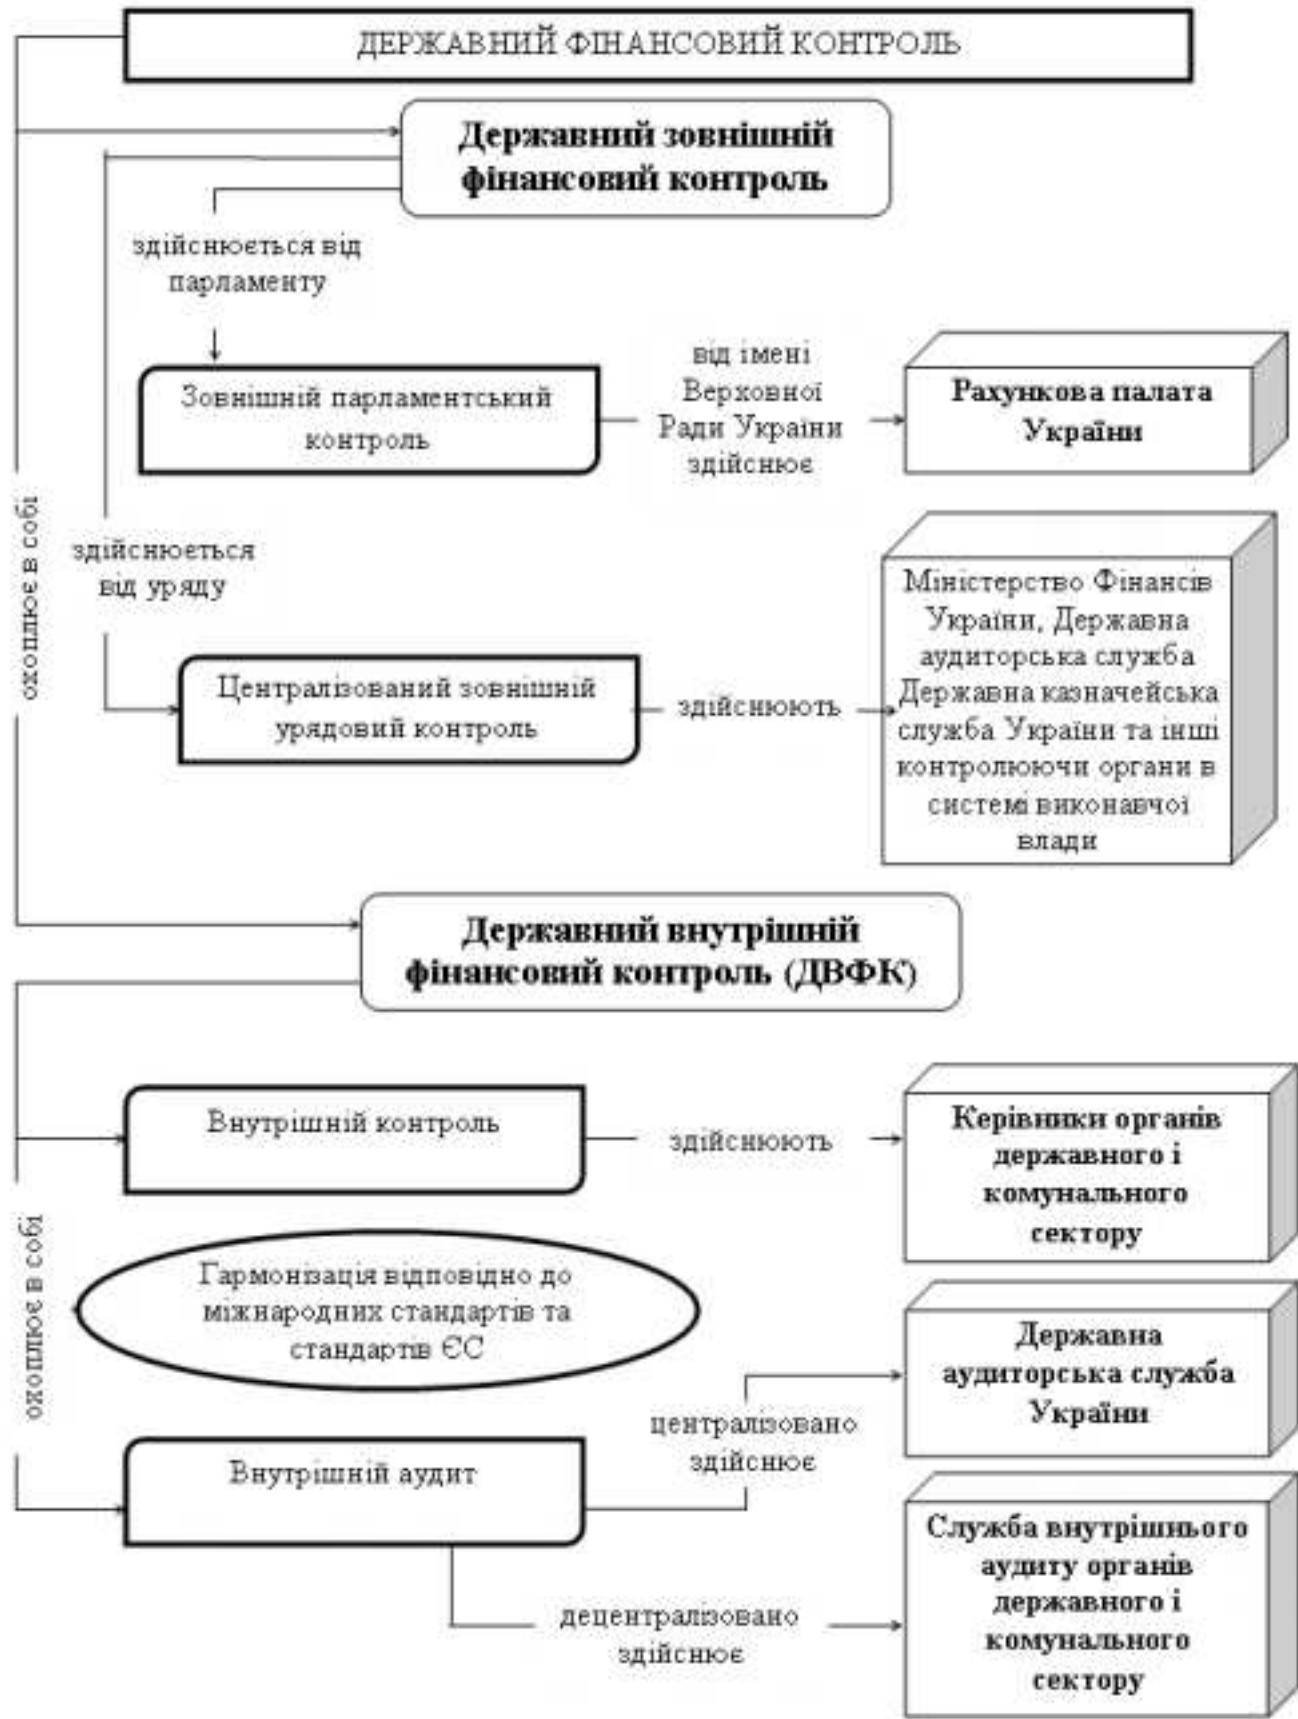 ДЕРЖАВНИЙ ФІНАНСОВИЙ КОНТРОЛЬ
Державний зовнішній
фінансовий контроль
здійснюється від
парламенту
Зовнішній парламентський
контроль
від імені
Верховної
Ради України
здійснює
Рахункова палата
України
охоплює в собі
здійснюється
від уряду
Централізований зовнішній
урядовий контроль
здійснюють
Міністерство Фінансів
України, Державна
аудиторська служба
Державна казначейська
служба України та інші
контролюючи органи в
системі виконавчої
влади
Державний внутрішній
фінансовий контроль (ДВФК)
Внутрішній контроль
здійснюють
Керівники органів
державного і
комунального
сектору
охоплює в собі
Гармонізація відповідно до
міжнародних стандартів та
стандартів ЄС
Внутрішній аудит
централізовано
здійснює
Державна
аудиторська служба
України
децентралізовано
здійснює
Служба внутрішнього
аудиту органів
державного і
комунального
сектору